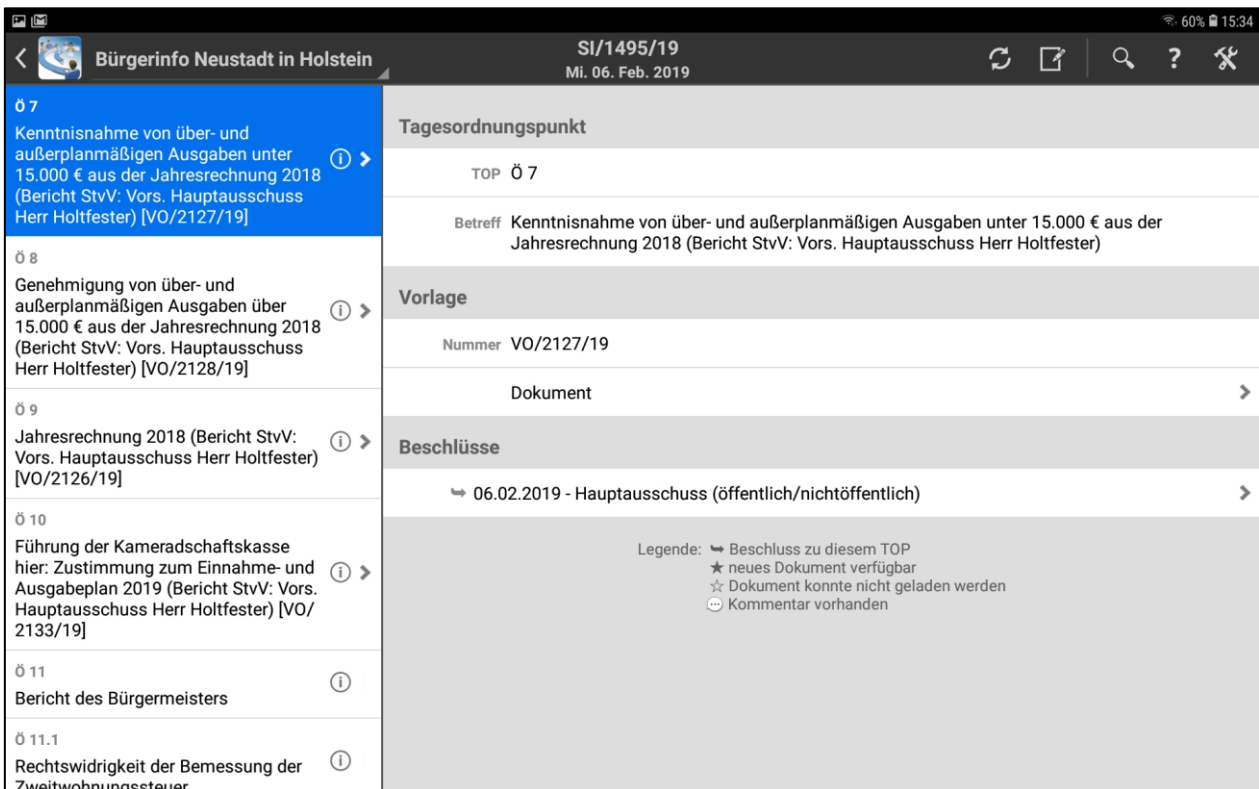 60% 15:34
Bürgerinfo Neustadt in Holstein
SI/1495/19
Mi. 06. Feb. 2019
?
Ö 7
Kenntnisnahme von über- und
außerplanmäßigen Ausgaben unter
15.000 € aus der Jahresrechnung 2018
(Bericht StvV: Vors. Hauptausschuss
Herr Holtfester) [VO/2127/19]
Ö 8
Genehmigung von über- und
außerplanmäßigen Ausgaben über
15.000 € aus der Jahresrechnung 2018
(Bericht StvV: Vors. Hauptausschuss
Herr Holtfester) [VO/2128/19]
Ö 9
Jahresrechnung 2018 (Bericht StvV:
Vors. Hauptausschuss Herr Holtfester)
[VO/2126/19]
Ö 10
Führung der Kameradschaftskasse
hier: Zustimmung zum Einnahme- und
Ausgabeplan 2019 (Bericht StvV: Vors.
Hauptausschuss Herr Holtfester) [VO/
2133/19]
Ö 11
Bericht des Bürgermeisters
Ö 11.1
Rechtswidrigkeit der Bemessung der
Zweitwohnungssteuer
Tagesordnungspunkt
TOP Ö 7
Betreff Kenntnisnahme von über- und außerplanmäßigen Ausgaben unter 15.000 € aus der
Jahresrechnung 2018 (Bericht StvV: Vors. Hauptausschuss Herr Holtfester)
Vorlage
Nummer VO/2127/19
Dokument
Beschlüsse
06.02.2019 - Hauptausschuss (öffentlich/nichtöffentlich)
Legende: Beschluss zu diesem TOP
★ neues Dokument verfügbar
☆ Dokument konnte nicht geladen werden
Kommentar vorhanden